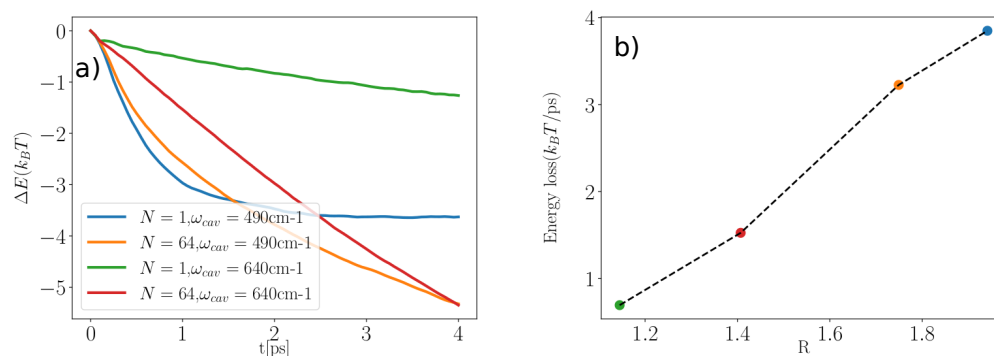 a)
0
−1
−2
−3
−4
−5
ΔE(k_BT)
N = 1,ω_cav = 490cm-1
N = 64,ω_cav = 490cm-1
N = 1,ω_cav = 640cm-1
N = 64,ω_cav = 640cm-1
0 1 2 3 4
t[ps]
b)
4
3
2
1
Energy loss(k_BT/ps)
1.2 1.4 1.6 1.8
R